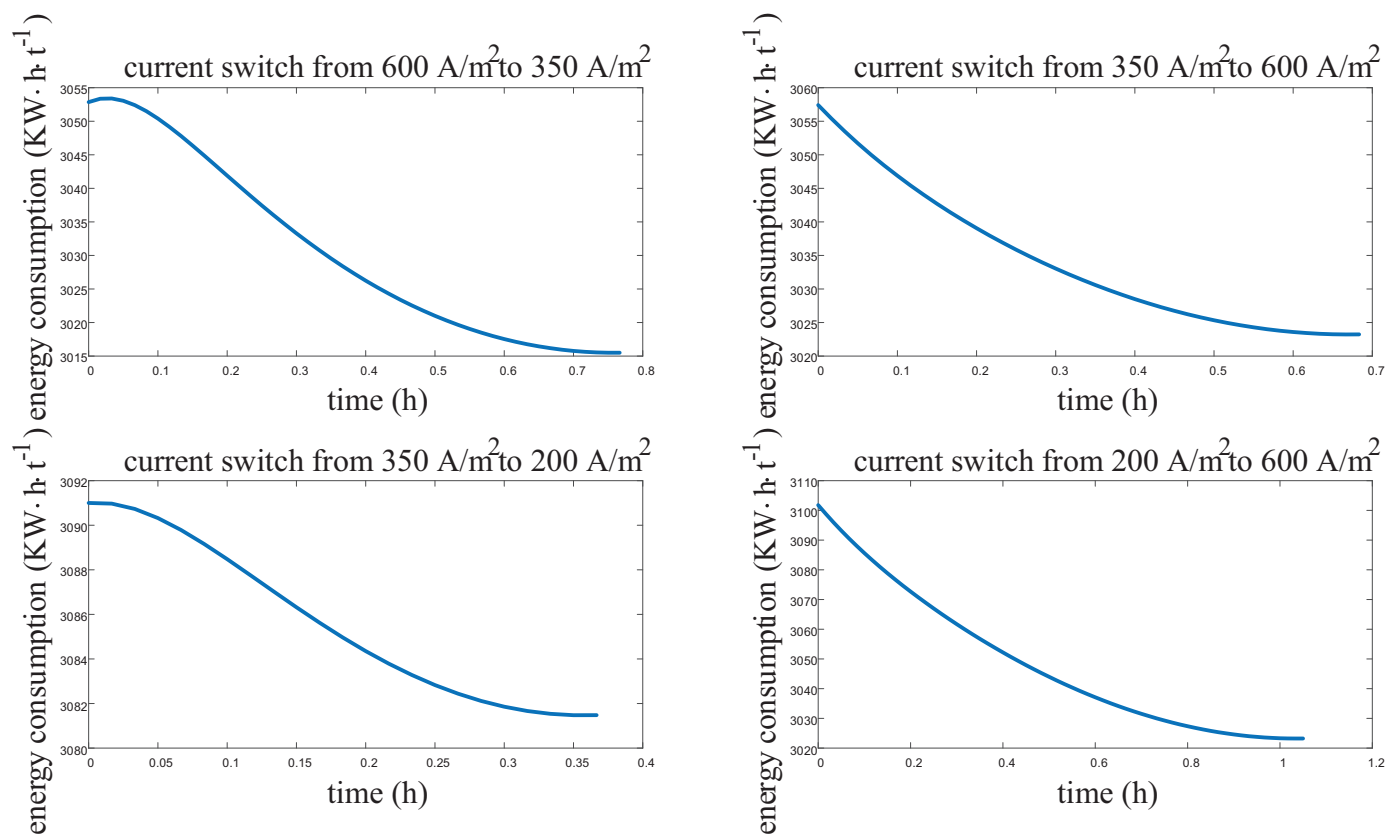 current switch from 600 A/m² to 350 A/m²
energy consumption (KW· h· t⁻¹)
3055
3050
3045
3040
3035
3030
3025
3020
3015
0 0.1 0.2 0.3 0.4 0.5 0.6 0.7 0.8
time (h)
current switch from 350 A/m² to 600 A/m²
energy consumption (KW· h· t⁻¹)
3060
3055
3050
3045
3040
3035
3030
3025
3020
0 0.1 0.2 0.3 0.4 0.5 0.6 0.7
time (h)
current switch from 350 A/m² to 200 A/m²
energy consumption (KW· h· t⁻¹)
3092
3090
3088
3086
3084
3082
3080
0 0.05 0.1 0.15 0.2 0.25 0.3 0.35 0.4
time (h)
current switch from 200 A/m² to 600 A/m²
energy consumption (KW· h· t⁻¹)
3110
3100
3090
3080
3070
3060
3050
3040
3030
3020
0 0.2 0.4 0.6 0.8 1 1.2
time (h)